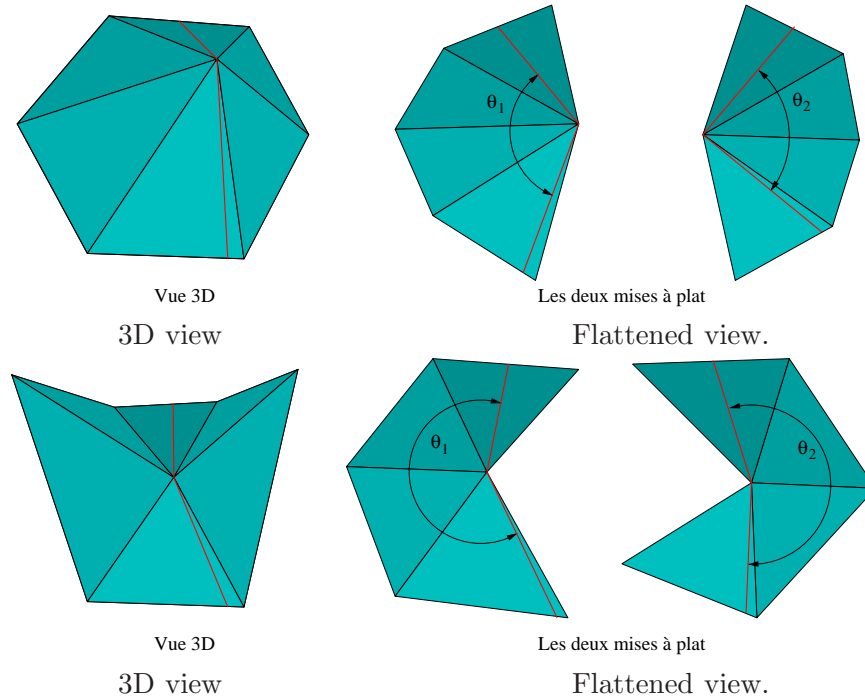 θ1
θ2
Vue 3D
Les deux mises à plat
3D view
Flattened view.
θ1
θ2
Vue 3D
Les deux mises à plat
3D view
Flattened view.